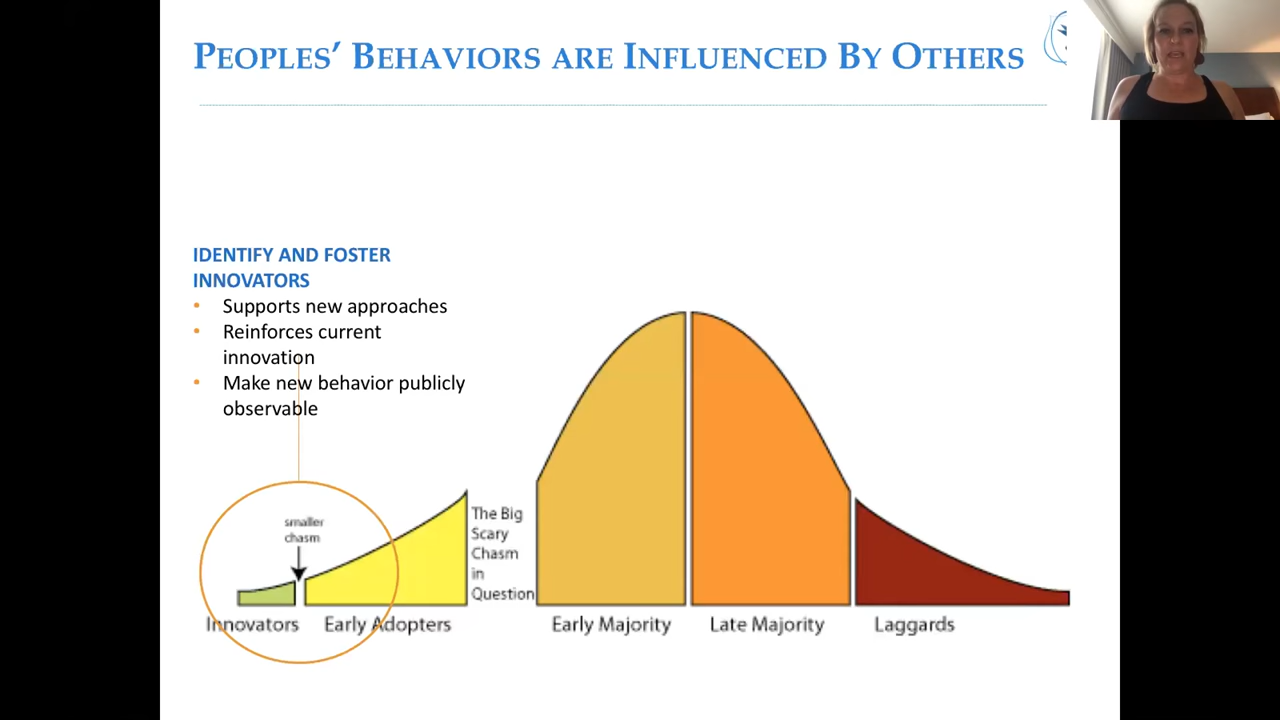 PEOPLES’ BEHAVIORS ARE INFLUENCED BY OTHERS
IDENTIFY AND FOSTER
INNOVATORS
• Supports new approaches
• Reinforces current
innovation
• Make new behavior publicly
observable
smaller
chasm
The Big
Scary
Chasm
in
Question
Innovators
Early Adopters
Early Majority
Late Majority
Laggards